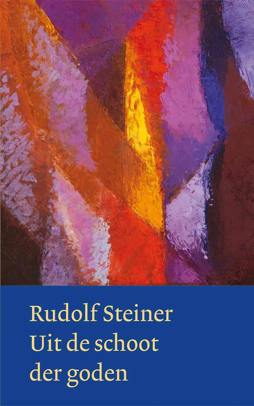 Rudolf Steiner
Uit de schoot
der goden